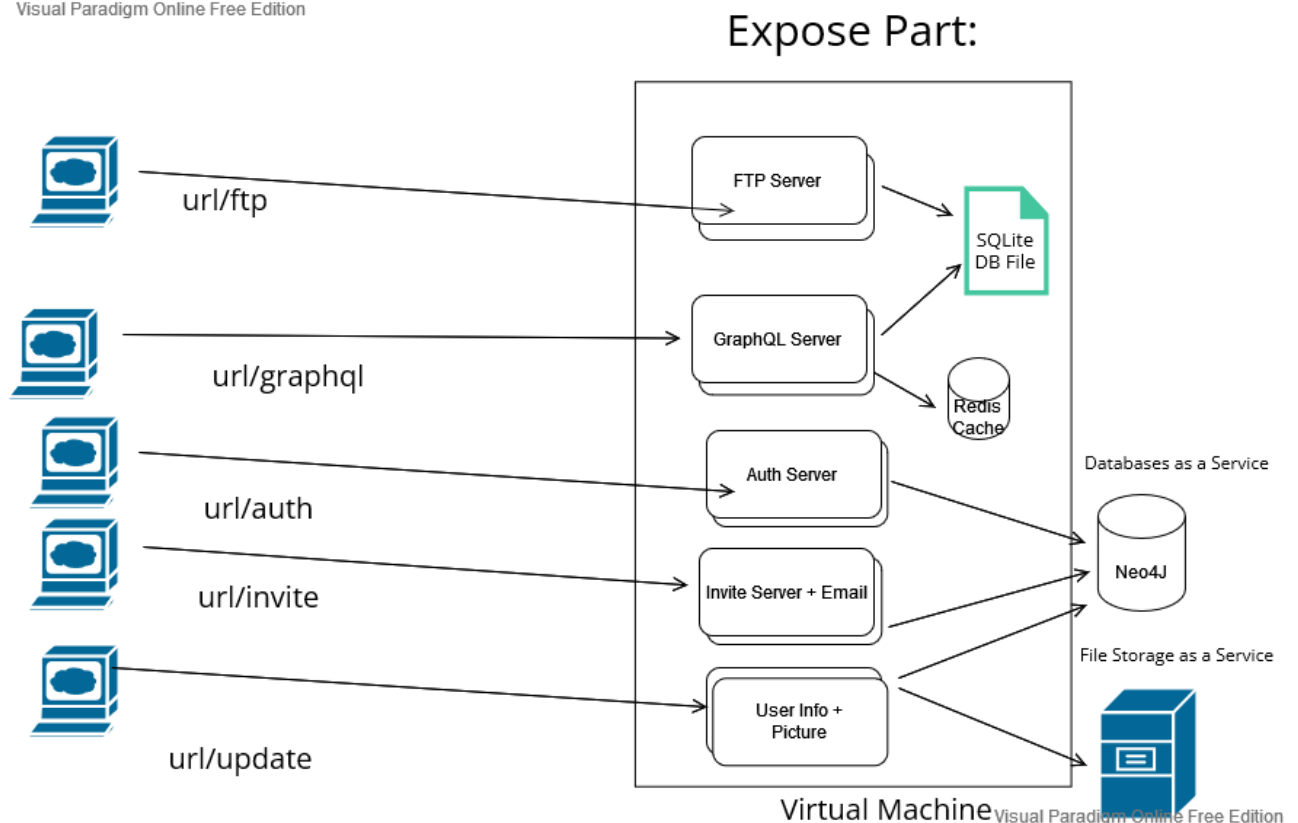 Visual Paradigm Online Free Edition
Expose Part:
FTP Server
url/ftp
SQLite
DB File
GraphQL Server
url/graphql
Redis
Cache
Auth Server
Databases as a Service
url/auth
Neo4J
Invite Server + Email
url/invite
File Storage as a Service
User Info +
Picture
url/update
Virtual Machine
Visual Paradigm Online Free Edition